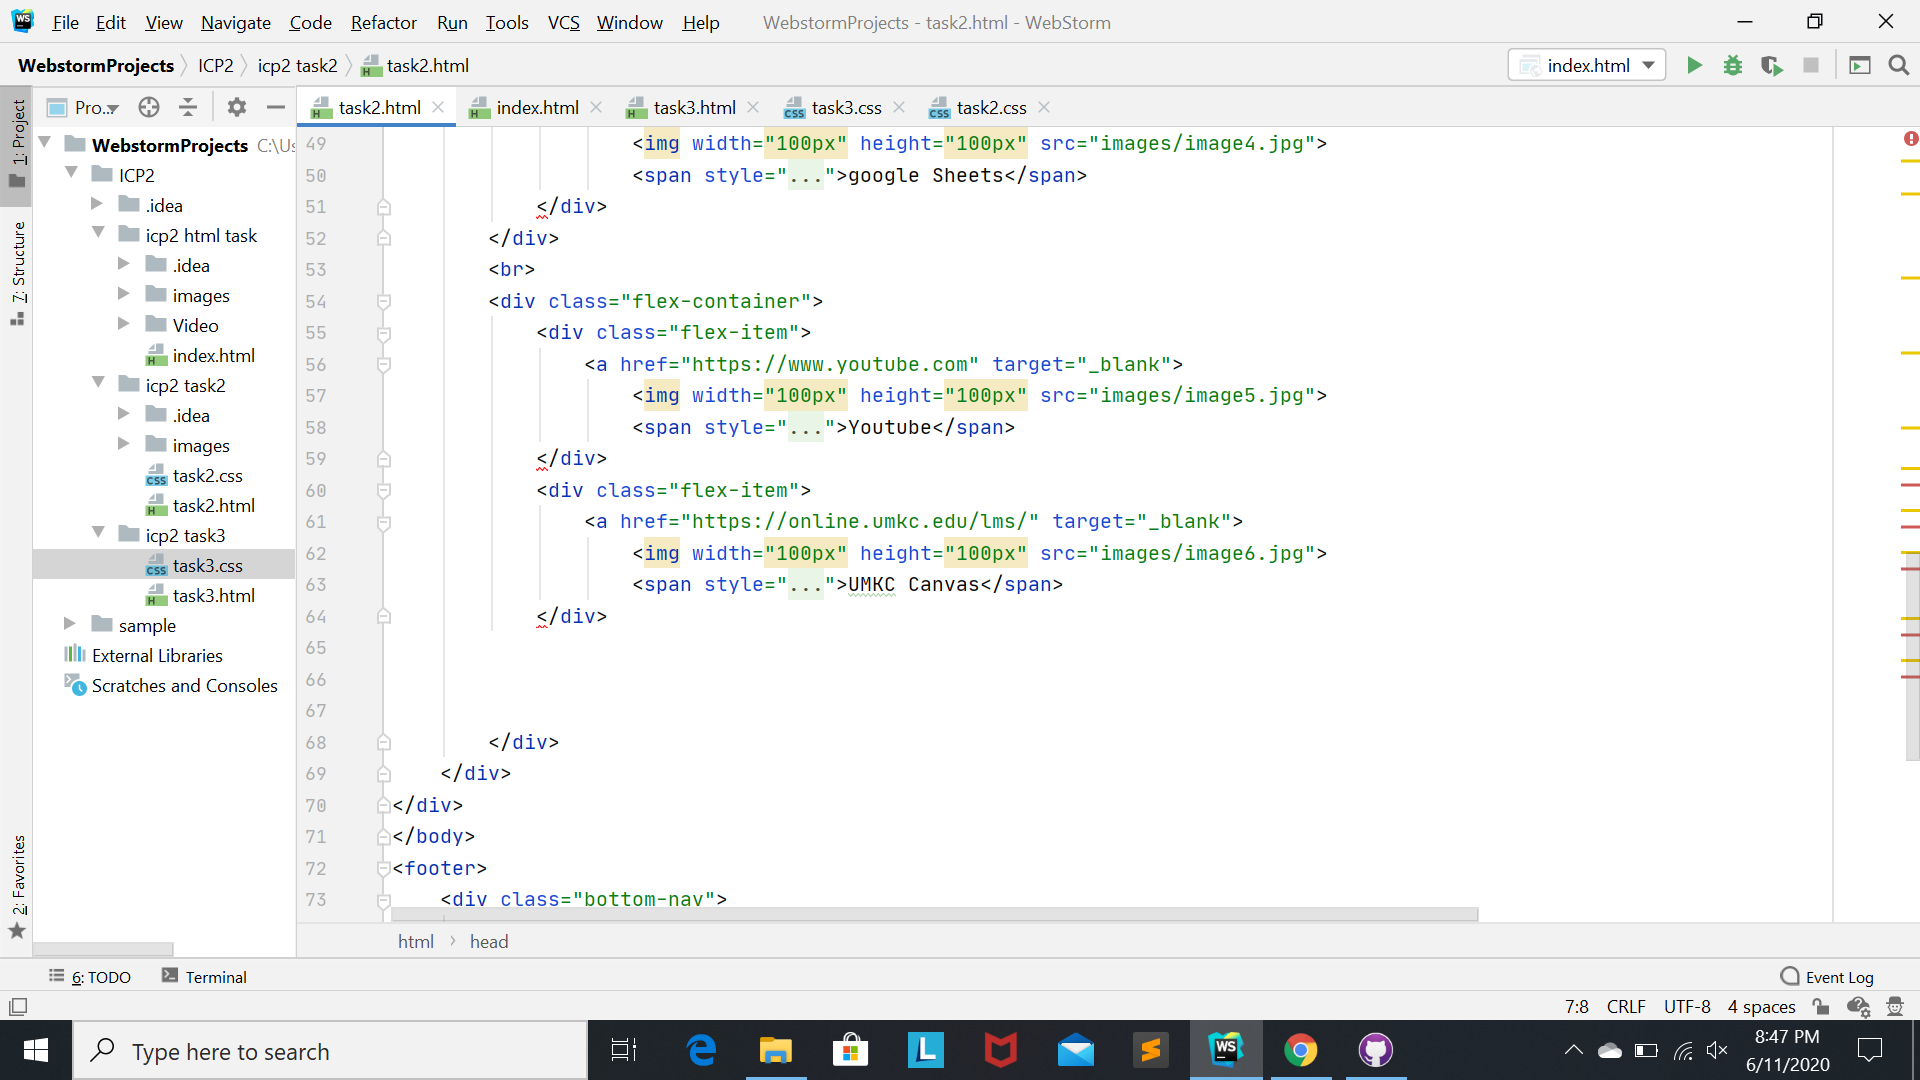 WS File Edit View Navigate Code Refactor Run Tools VCS Window Help WebstormProjects - task2.html - WebStorm
WebstormProjects ICP2 icp2 task2 task2.html index.html
Pro... task2.html index.html task3.html task3.css task2.css
1: Project
7: Structure
2: Favorites
WebstormProjects C:\Us
ICP2
.idea
icp2 html task
.idea
images
Video
index.html
icp2 task2
.idea
images
task2.css
task2.html
icp2 task3
task3.css
task3.html
sample
External Libraries
Scratches and Consoles
49 <img width="100px" height="100px" src="images/image4.jpg">
50 <span style="...">google Sheets</span>
51 </div>
52 </div>
53 <br>
54 <div class="flex-container">
55 <div class="flex-item">
56 <a href="https://www.youtube.com" target="_blank">
57 <img width="100px" height="100px" src="images/image5.jpg">
58 <span style="...">Youtube</span>
59 </div>
60 <div class="flex-item">
61 <a href="https://online.umkc.edu/lms/" target="_blank">
62 <img width="100px" height="100px" src="images/image6.jpg">
63 <span style="...">UMKC Canvas</span>
64 </div>
65
66
67
68 </div>
69 </div>
70 </div>
71 </body>
72 <footer>
73 <div class="bottom-nav">
html head
6: TODO Terminal Event Log
7:8 CRLF UTF-8 4 spaces
Type here to search
L
WS
8:47 PM
6/11/2020